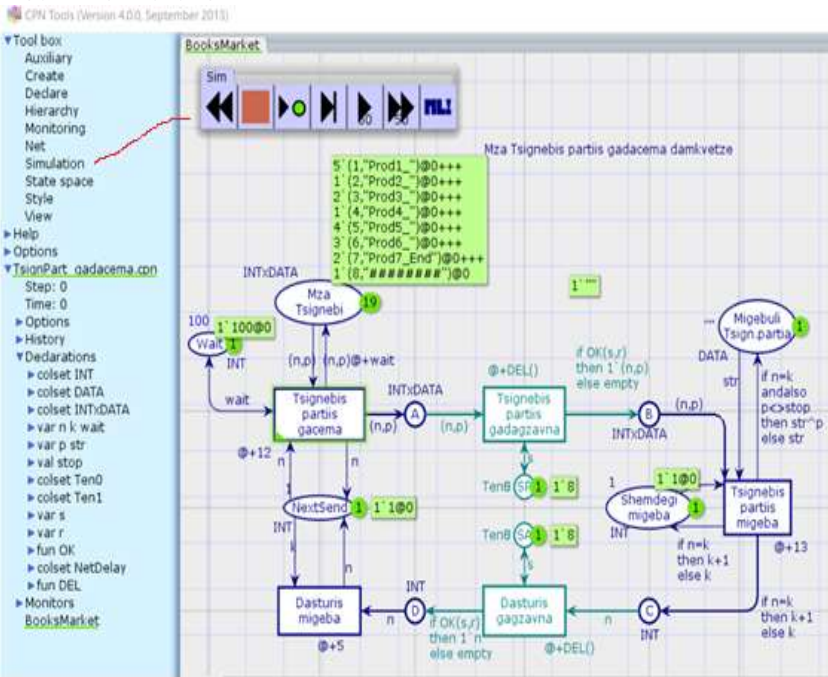 CPN Tools (Version 4.0.0, September 2013)
Tool box
Auxiliary
Create
Declare
Hierarchy
Monitoring
Net
Simulation
State space
Style
View
Help
Options
TsignPart_gadacema.cpn
Step: 0
Time: 0
Options
History
Declarations
colset INT
colset DATA
colset INTxDATA
var n k wait
var p str
val stop
colset Ten0
colset Ten1
var s
var r
fun OK
colset NetDelay
fun DEL
Monitors
BooksMarket
BooksMarket
Sim
50
ML!
Mza Tsignebis partiis gadacema damkvetze
5`(1,"Prod1_")@0+++
1`(2,"Prod2_")@0+++
2`(3,"Prod3_")@0+++
1`(4,"Prod4_")@0+++
4`(5,"Prod5_")@0+++
3`(6,"Prod6_")@0+++
2`(7,"Prod7_End")@0+++
1`(8,"########")@0
INTxDATA
Mza
Tsignebi
19
1`""
100
1`100@0
Wait
1
INT
(n,p)
(n,p)@+wait
wait
Tsignebis
partiis
gacema
@+12
(n,p)
INTxDATA
A
(n,p)
@+DEL()
Tsignebis
partiis
gadagzavna
if OK(s,r)
then 1`(n,p)
else empty
B
INTxDATA
(n,p)
Migebuli
Tsign.partia
1
DATA
str
if n=k
andalso
p<>stop
then str^p
else str
s
Ten0
1
1`8
n
n
1
NextSend
1
1`1@0
INT
k
n
Ten0
SA
1
1`8
s
1
1`1@0
Shemdegi
migeba
1
INT
if n=k
then k+1
else k
Tsignebis
partiis
migeba
@+13
if n=k
then k+1
else k
Dasturis
migeba
@+5
n
INT
D
if OK(s,r)
then 1`n
else empty
Dasturis
gagzavna
@+DEL()
n
C
INT